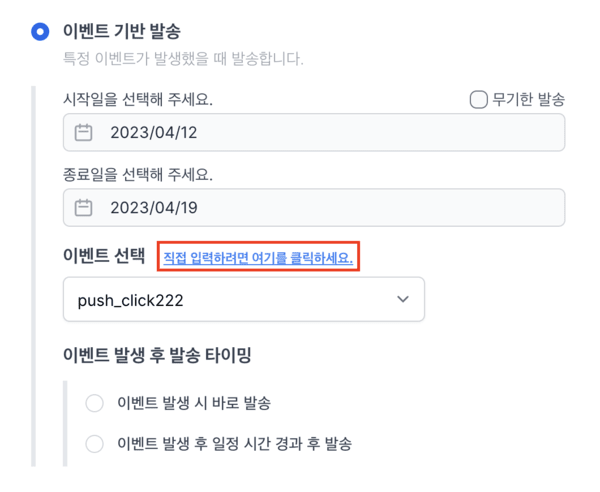 이벤트 기반 발송
특정 이벤트가 발생했을 때 발송합니다.
시작일을 선택해 주세요. 무기한 발송
2023/04/12
종료일을 선택해 주세요.
2023/04/19
이벤트 선택 직접 입력하려면 여기를 클릭하세요.
push_click222
이벤트 발생 후 발송 타이밍
이벤트 발생 시 바로 발송
이벤트 발생 후 일정 시간 경과 후 발송